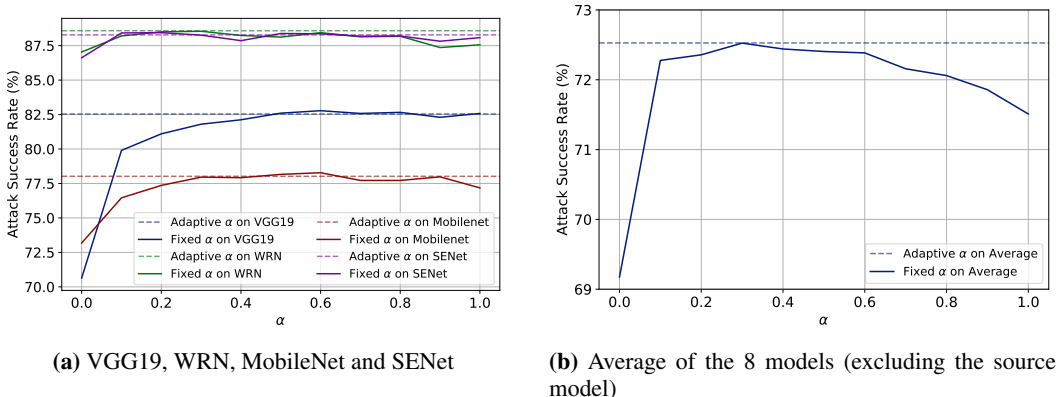 Attack Success Rate (%)
87.5
85.0
82.5
80.0
77.5
75.0
72.5
70.0
Adaptive α on VGG19
Fixed α on VGG19
Adaptive α on WRN
Fixed α on WRN
Adaptive α on Mobilenet
Fixed α on Mobilenet
Adaptive α on SENet
Fixed α on SENet
0.0 0.2 0.4 0.6 0.8 1.0
α
(a) VGG19, WRN, MobileNet and SENet
Attack Success Rate (%)
73
72
71
70
69
Adaptive α on Average
Fixed α on Average
0.0 0.2 0.4 0.6 0.8 1.0
α
(b) Average of the 8 models (excluding the source
model)